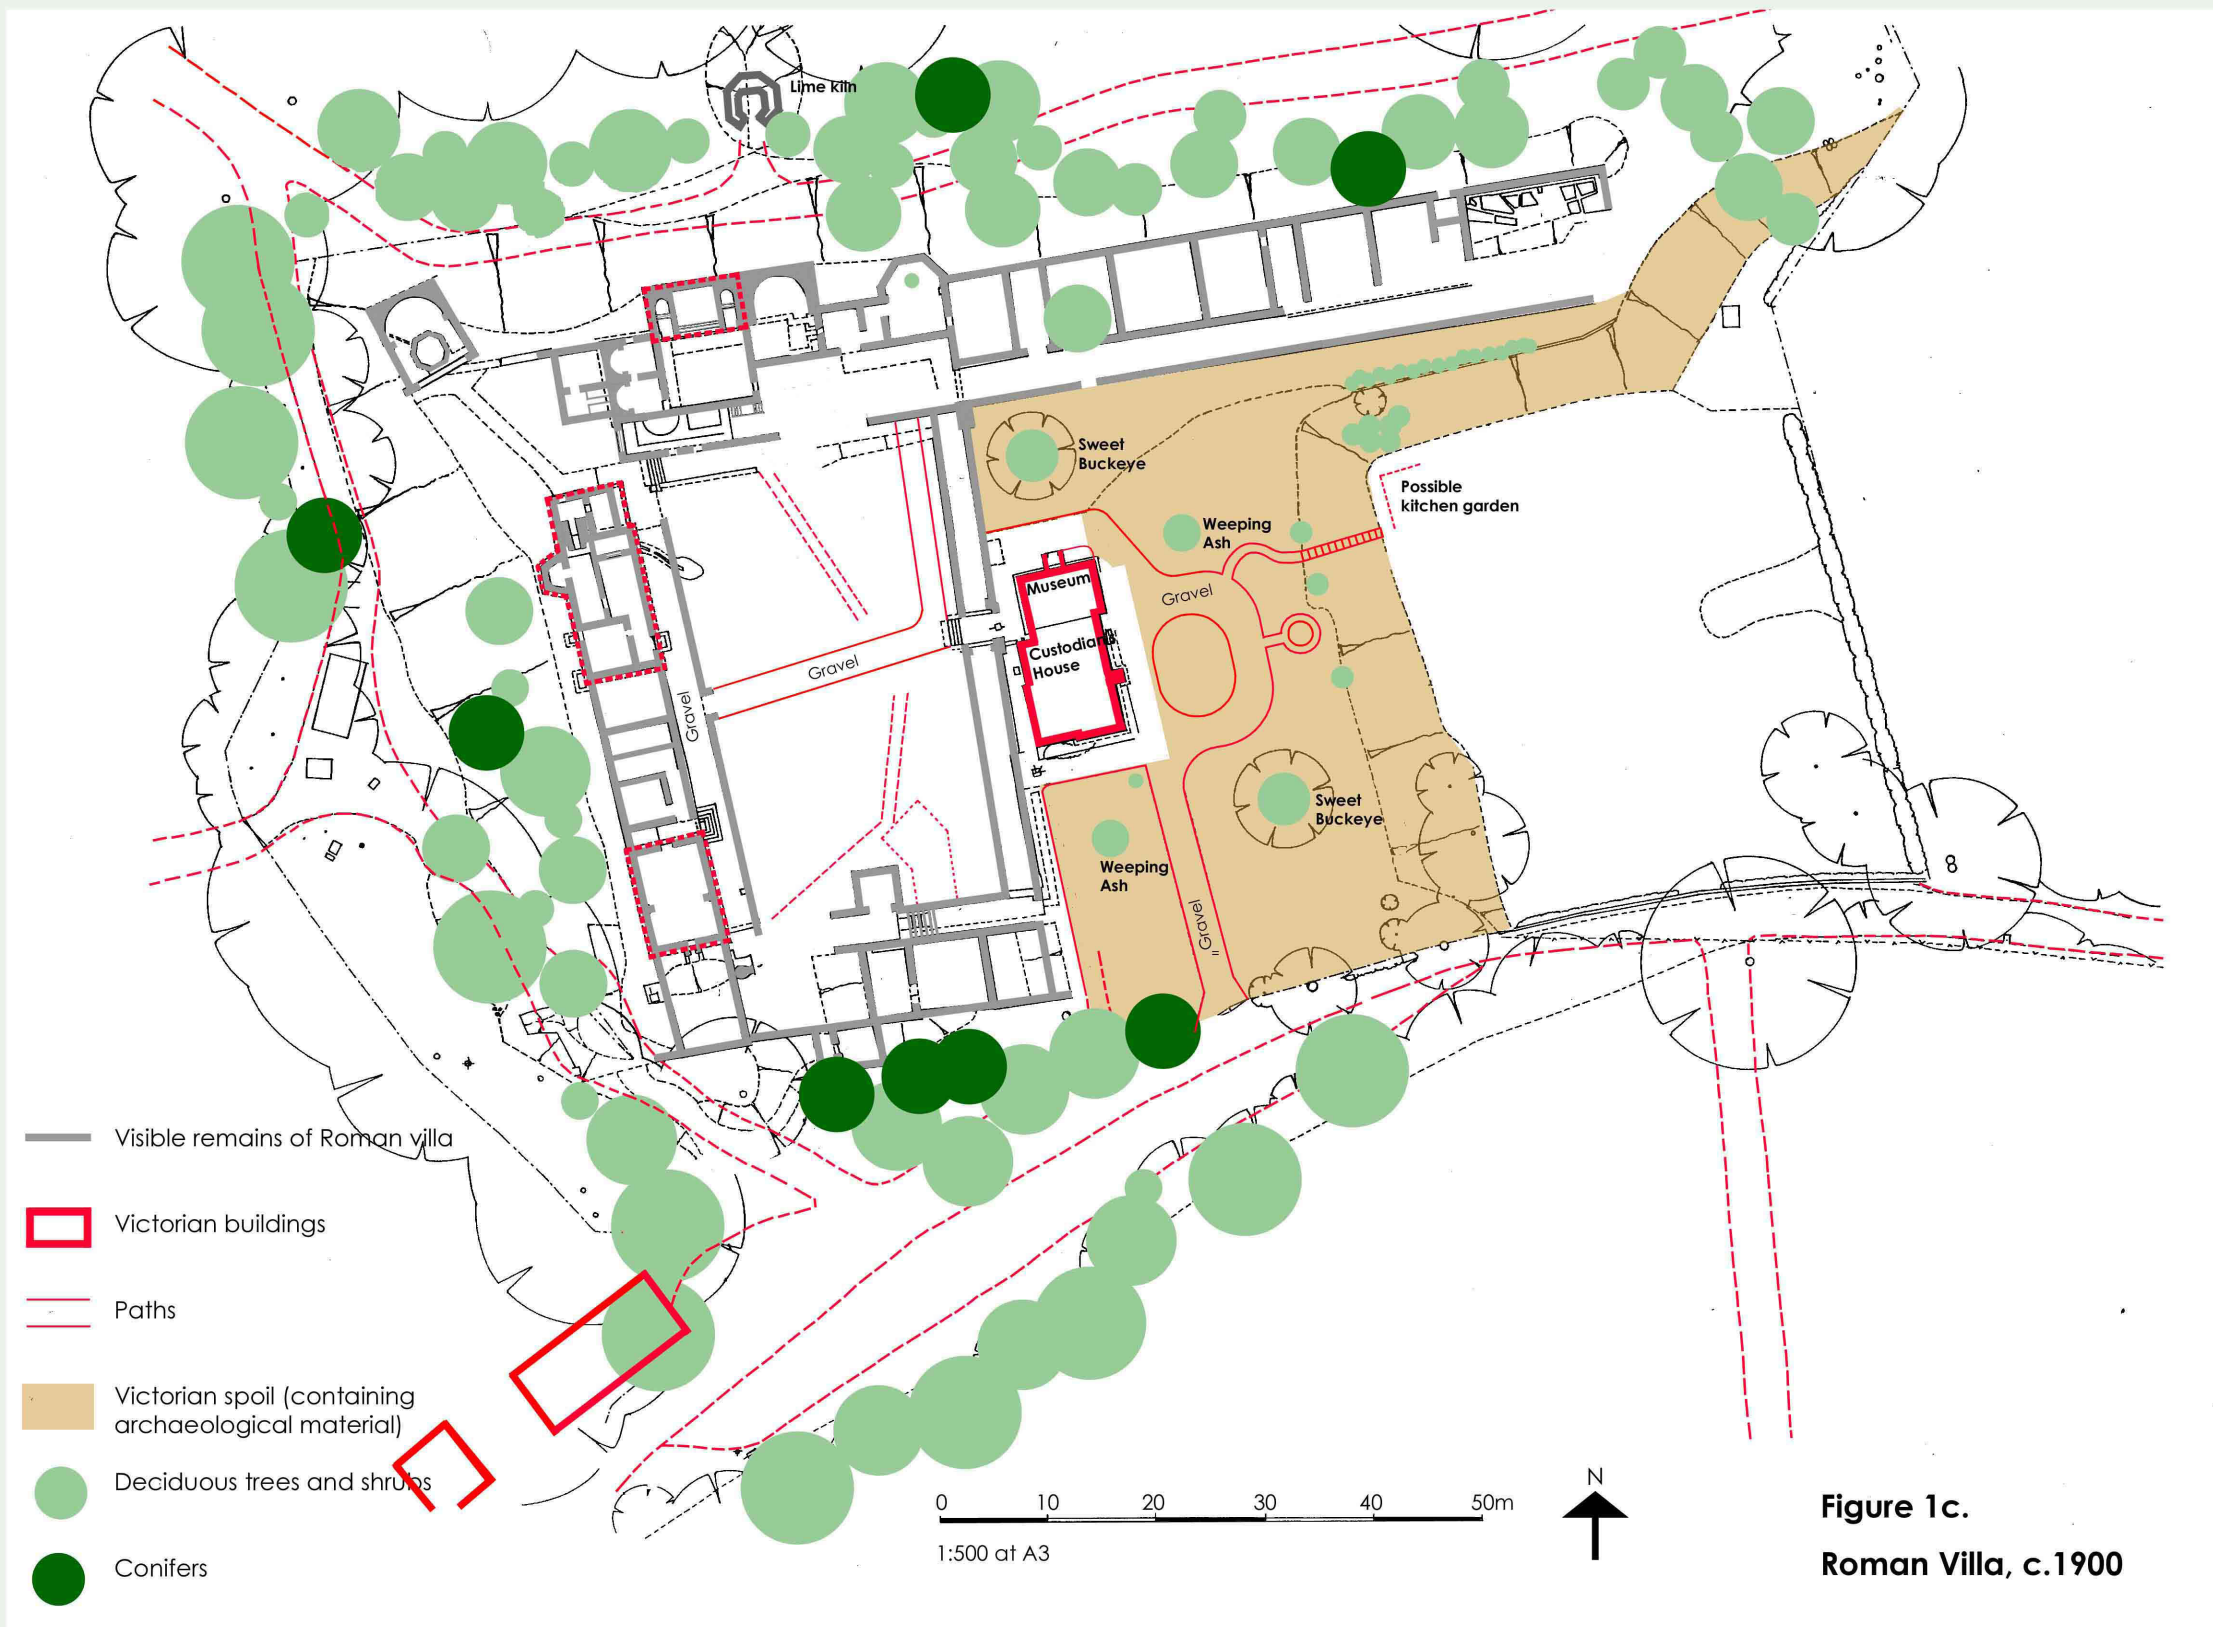 Lime kiln
Sweet
Buckeye
Possible
kitchen garden
Weeping
Ash
Museum
Gravel
Custodian's
House
Gravel
Gravel
Sweet
Buckeye
Weeping
Ash
Gravel
Visible remains of Roman villa
Victorian buildings
Paths
Victorian spoil (containing
archaeological material)
Deciduous trees and shrubs
Conifers
0 10 20 30 40 50m
1:500 at A3
N
Figure 1c.
Roman Villa, c.1900